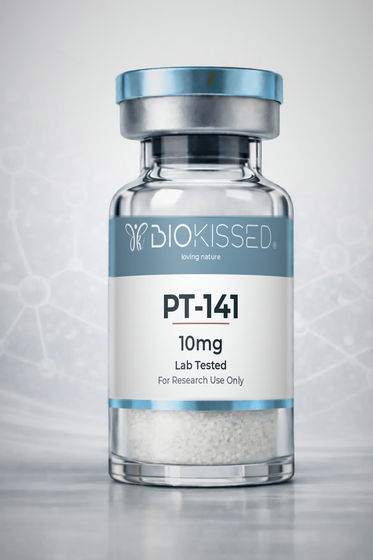 BIOKISSED®
loving nature
PT-141
10mg
Lab Tested
For Research Use Only